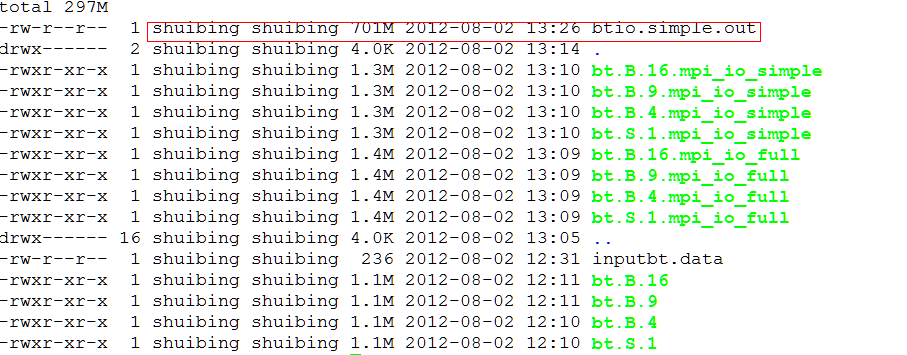 total 297M
-rw-r--r-- 1 shuibing shuibing 701M 2012-08-02 13:26 btio.simple.out
drwx------ 2 shuibing shuibing 4.0K 2012-08-02 13:14 .
-rwxr-xr-x 1 shuibing shuibing 1.3M 2012-08-02 13:10 bt.B.16.mpi_io_simple
-rwxr-xr-x 1 shuibing shuibing 1.3M 2012-08-02 13:10 bt.B.9.mpi_io_simple
-rwxr-xr-x 1 shuibing shuibing 1.3M 2012-08-02 13:10 bt.B.4.mpi_io_simple
-rwxr-xr-x 1 shuibing shuibing 1.3M 2012-08-02 13:10 bt.S.1.mpi_io_simple
-rwxr-xr-x 1 shuibing shuibing 1.4M 2012-08-02 13:09 bt.B.16.mpi_io_full
-rwxr-xr-x 1 shuibing shuibing 1.4M 2012-08-02 13:09 bt.B.9.mpi_io_full
-rwxr-xr-x 1 shuibing shuibing 1.4M 2012-08-02 13:09 bt.B.4.mpi_io_full
-rwxr-xr-x 1 shuibing shuibing 1.4M 2012-08-02 13:09 bt.S.1.mpi_io_full
drwx------ 16 shuibing shuibing 4.0K 2012-08-02 13:05 ..
-rw-r--r-- 1 shuibing shuibing 236 2012-08-02 12:31 inputbt.data
-rwxr-xr-x 1 shuibing shuibing 1.1M 2012-08-02 12:11 bt.B.16
-rwxr-xr-x 1 shuibing shuibing 1.1M 2012-08-02 12:11 bt.B.9
-rwxr-xr-x 1 shuibing shuibing 1.1M 2012-08-02 12:10 bt.B.4
-rwxr-xr-x 1 shuibing shuibing 1.1M 2012-08-02 12:10 bt.S.1